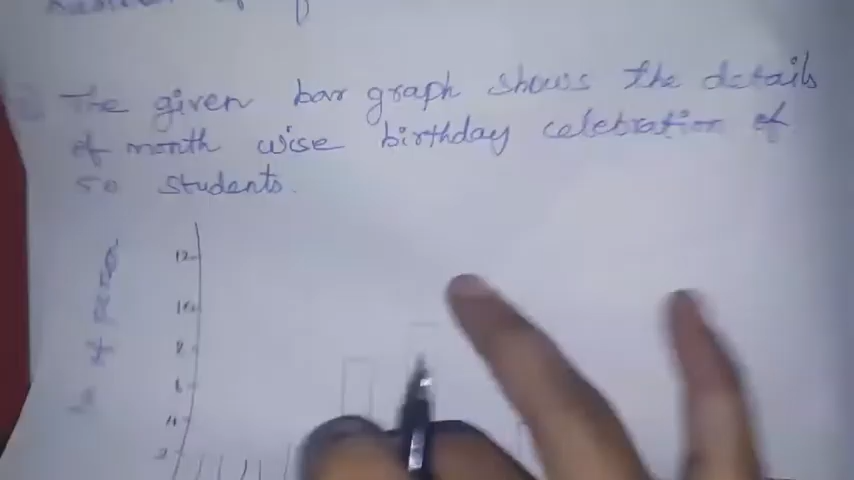 The given bar graph shows the details
of month wise birthday celebration of
50 students.
12
10
8
6
4
2